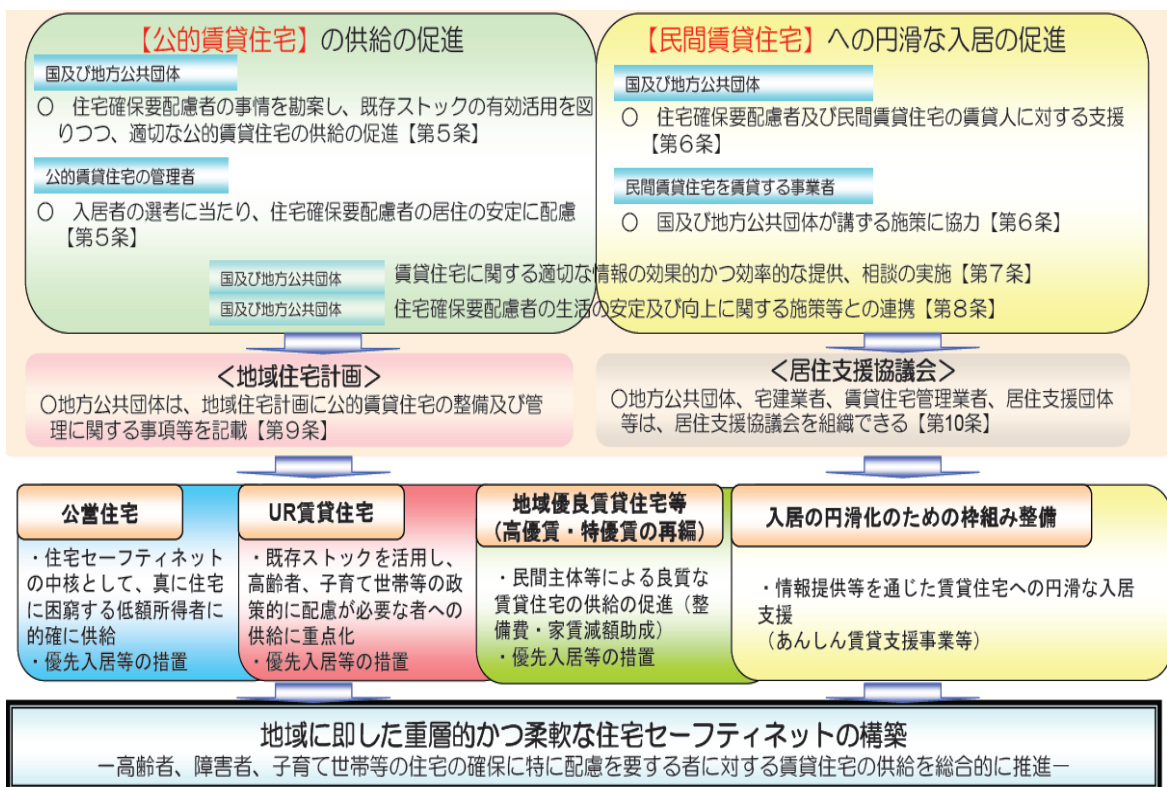 【公的賃貸住宅】の供給の促進
国及び地方公共団体
○ 住宅確保要配慮者の事情を勘案し、既存ストックの有効活用を図
りつつ、適切な公的賃貸住宅の供給の促進【第5条】
公的賃貸住宅の管理者
○ 入居者の選考に当たり、住宅確保要配慮者の居住の安定に配慮
【第5条】
【民間賃貸住宅】への円滑な入居の促進
国及び地方公共団体
○ 住宅確保要配慮者及び民間賃貸住宅の賃貸人に対する支援
【第6条】
民間賃貸住宅を賃貸する事業者
○ 国及び地方公共団体が講ずる施策に協力【第6条】
国及び地方公共団体 賃貸住宅に関する適切な情報の効果的かつ効率的な提供、相談の実施【第7条】
国及び地方公共団体 住宅確保要配慮者の生活の安定及び向上に関する施策等との連携【第8条】
＜地域住宅計画＞
○地方公共団体は、地域住宅計画に公的賃貸住宅の整備及び管
理に関する事項等を記載【第9条】
＜居住支援協議会＞
○地方公共団体、宅建業者、賃貸住宅管理業者、居住支援団体
等は、居住支援協議会を組織できる【第10条】
公営住宅
・住宅セーフティネット
の中核として、真に住宅
に困窮する低額所得者に
的確に供給
・優先入居等の措置
UR賃貸住宅
・既存ストックを活用し、
高齢者、子育て世帯等の政
策的に配慮が必要な者への
供給に重点化
・優先入居等の措置
地域優良賃貸住宅等
(高優賃・特優賃の再編)
・民間主体等による良質な
賃貸住宅の供給の促進（整
備費・家賃減額助成）
・優先入居等の措置
入居の円滑化のための枠組み整備
・情報提供等を通じた賃貸住宅への円滑な入居
支援
（あんしん賃貸支援事業等）
地域に即した重層的かつ柔軟な住宅セーフティネットの構築
－高齢者、障害者、子育て世帯等の住宅の確保に特に配慮を要する者に対する賃貸住宅の供給を総合的に推進－